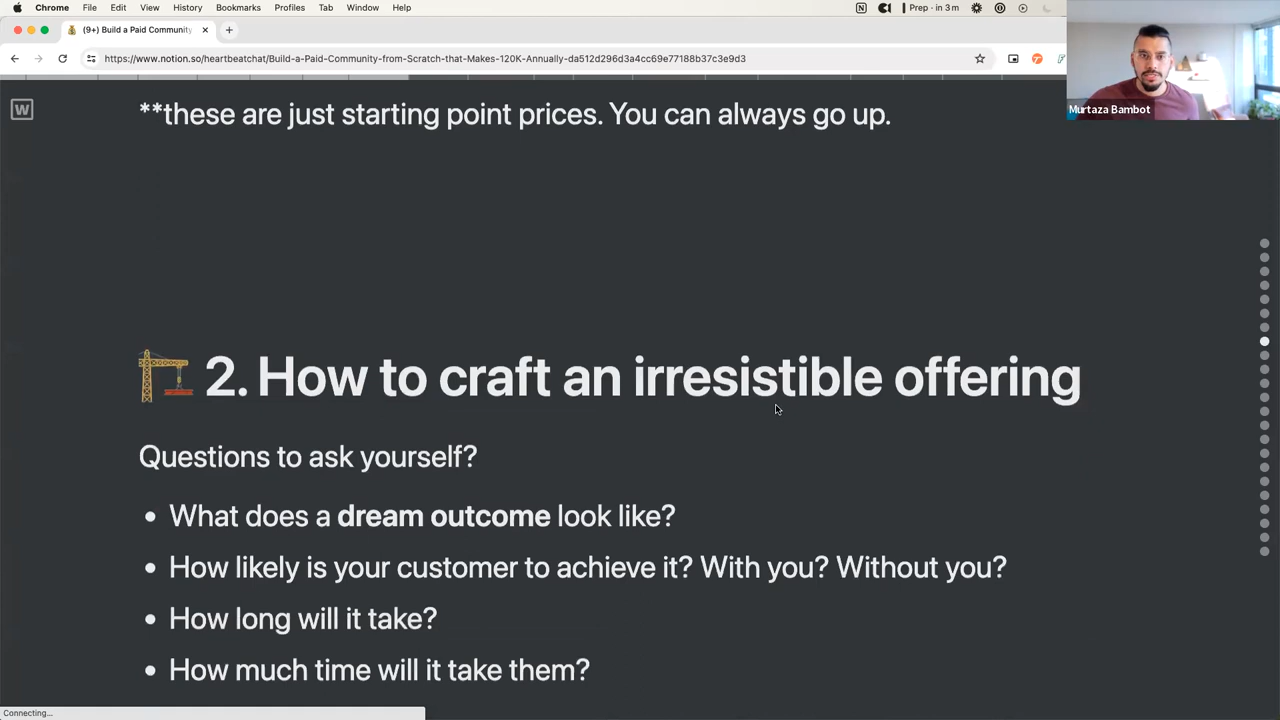 Chrome File Edit View History Bookmarks Profiles Tab Window Help Prep · in 3 m
(9+) Build a Paid Community
https://www.notion.so/heartbeatchat/Build-a-Paid-Community-from-Scratch-that-Makes-120K-Annually-da512d296d3a4cc69e77188b37c3e9d3
Murtaza Bambot
W
**these are just starting point prices. You can always go up.
2. How to craft an irresistible offering
Questions to ask yourself?
• What does a dream outcome look like?
• How likely is your customer to achieve it? With you? Without you?
• How long will it take?
• How much time will it take them?
Connecting...